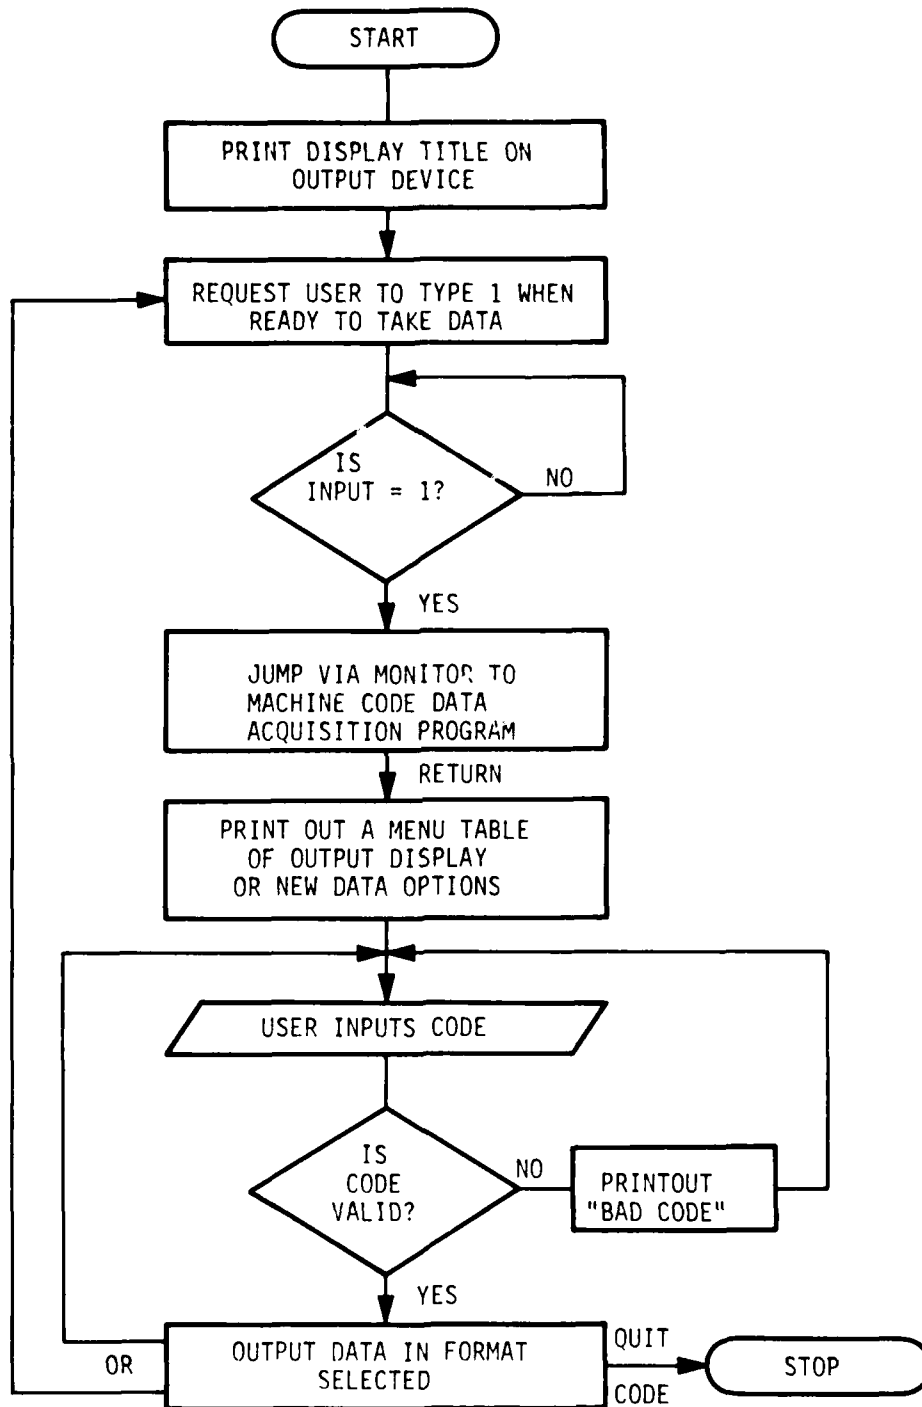 START
PRINT DISPLAY TITLE ON
OUTPUT DEVICE
REQUEST USER TO TYPE 1 WHEN
READY TO TAKE DATA
IS
INPUT = 1?
NO
YES
JUMP VIA MONITOR TO
MACHINE CODE DATA
ACQUISITION PROGRAM
RETURN
PRINT OUT A MENU TABLE
OF OUTPUT DISPLAY
OR NEW DATA OPTIONS
USER INPUTS CODE
IS
CODE
VALID?
NO
PRINTOUT
"BAD CODE"
YES
OR
OUTPUT DATA IN FORMAT
SELECTED
QUIT
CODE
STOP